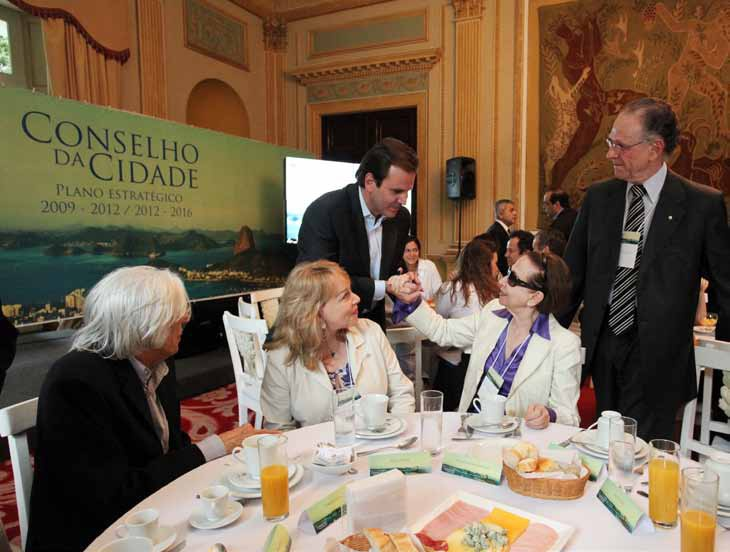 CONSELHO
DA CIDADE
PLANO ESTRATÉGICO
2009 - 2012 / 2012 - 2016